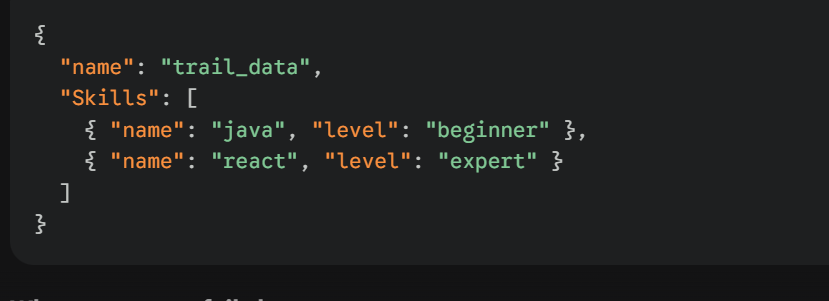 {
  "name": "trail_data",
  "Skills": [
    { "name": "java", "level": "beginner" },
    { "name": "react", "level": "expert" }
  ]
}